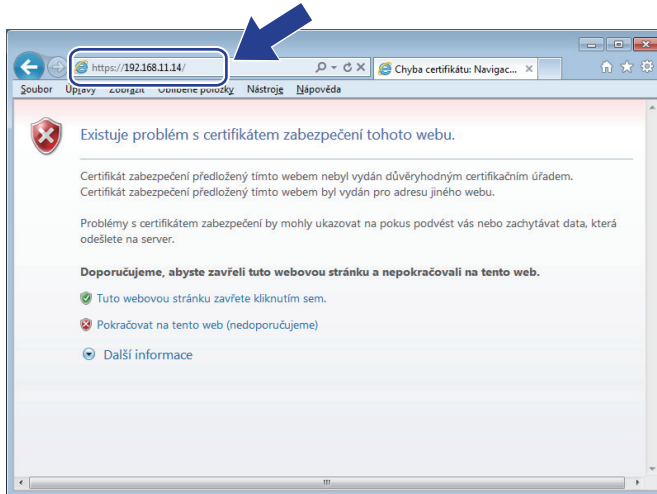 https://192.168.11.14/
Chyba certifikátu: Navigac...
Soubor Úpravy Zobrazit Oblíbené položky Nástroje Nápověda
Existuje problém s certifikátem zabezpečení tohoto webu.
Certifikát zabezpečení předložený tímto webem nebyl vydán důvěryhodným certifikačním úřadem.
Certifikát zabezpečení předložený tímto webem byl vydán pro adresu jiného webu.
Problémy s certifikátem zabezpečení by mohly ukazovat na pokus podvést vás nebo zachytávat data, která
odešlete na server.
Doporučujeme, abyste zavřeli tuto webovou stránku a nepokračovali na tento web.
Tuto webovou stránku zavřete kliknutím sem.
Pokračovat na tento web (nedoporučujeme)
Další informace